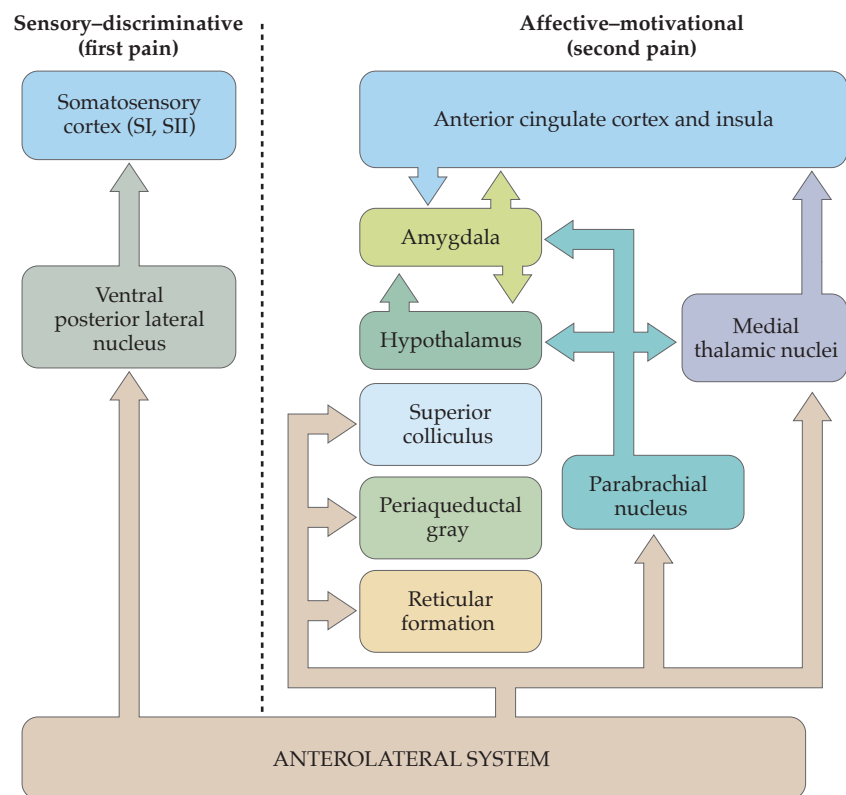 Sensory–discriminative
(first pain)
Affective–motivational
(second pain)
Somatosensory
cortex (SI, SII)
Ventral
posterior lateral
nucleus
Anterior cingulate cortex and insula
Amygdala
Hypothalamus
Medial
thalamic nuclei
Superior
colliculus
Periaqueductal
gray
Parabrachial
nucleus
Reticular
formation
ANTEROLATERAL SYSTEM